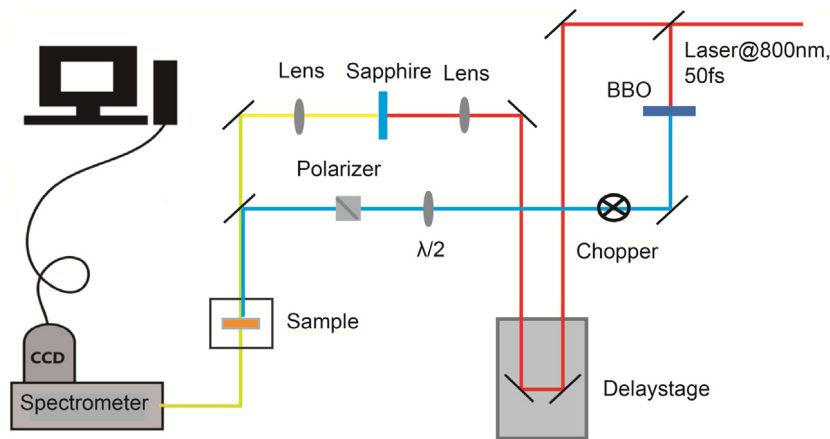 Laser@800nm,
50fs
Lens
Sapphire
Lens
BBO
Polarizer
λ/2
Chopper
Sample
CCD
Spectrometer
Delaystage